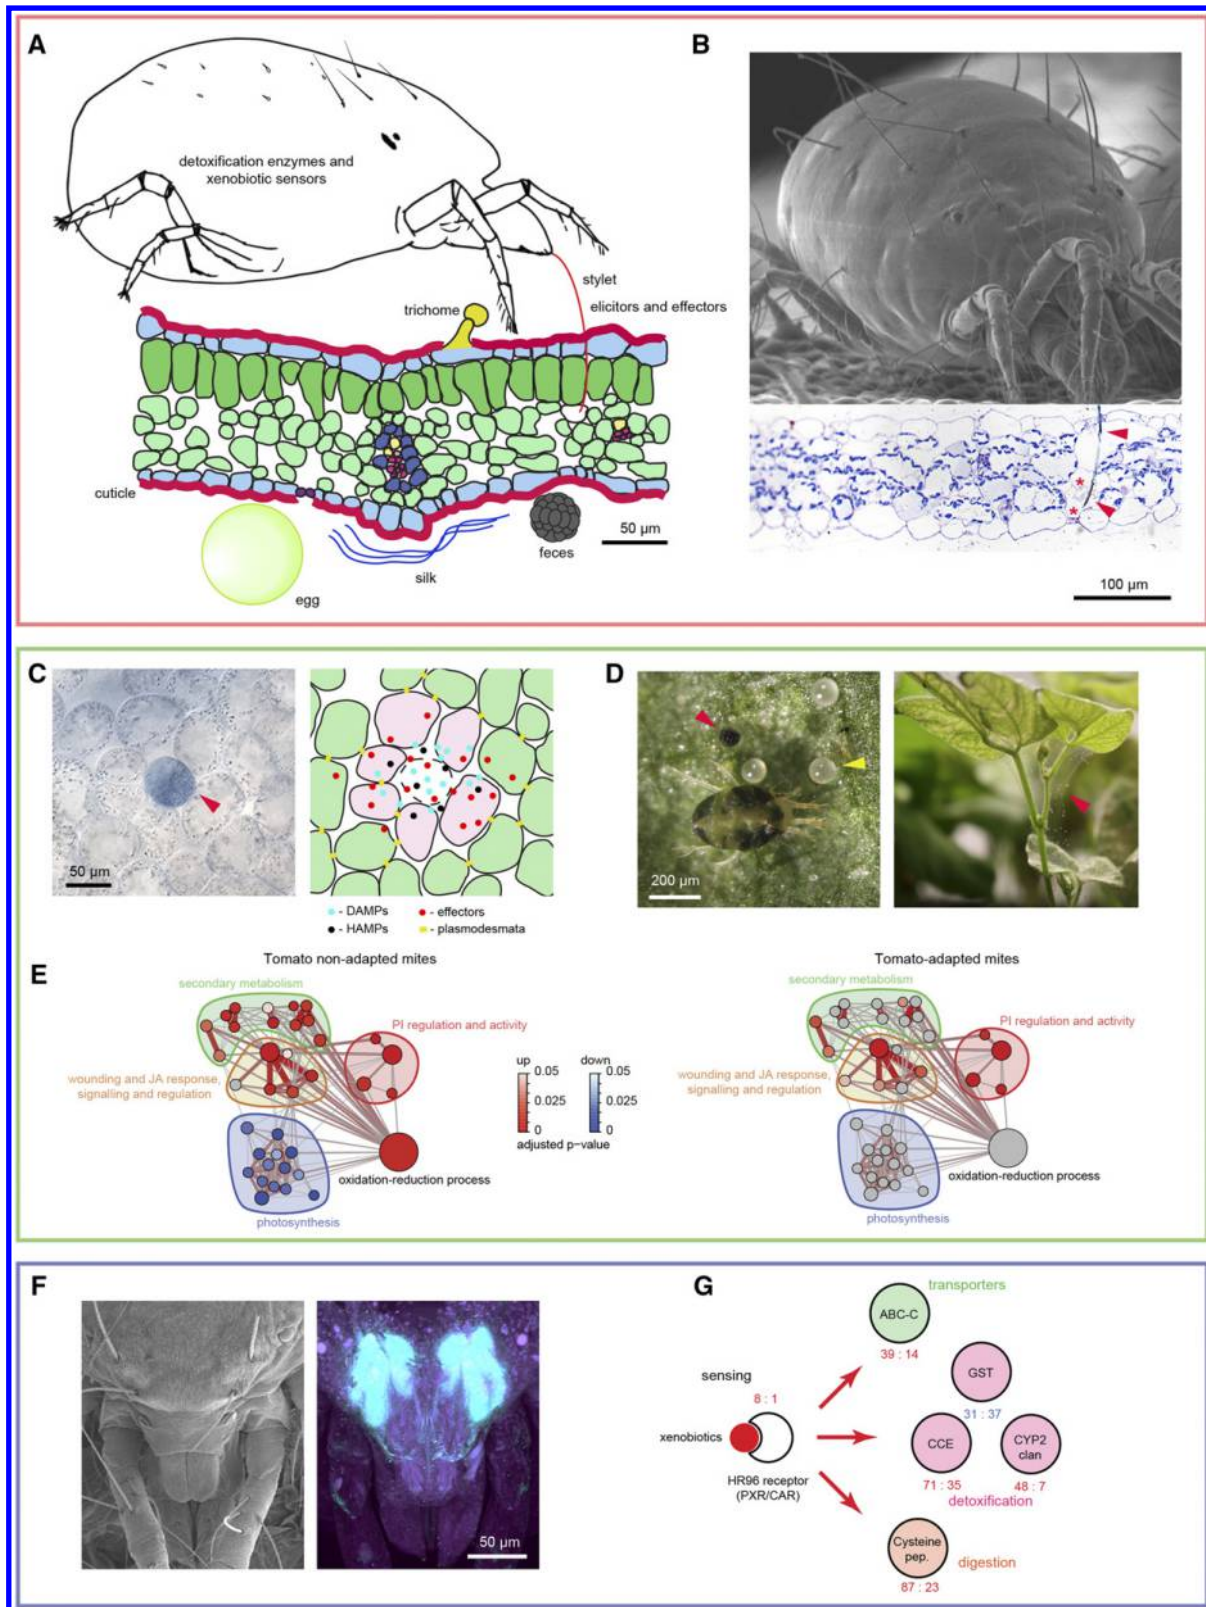 A
detoxification enzymes and
xenobiotic sensors
stylet
elicitors and effectors
trichome
cuticle
egg
silk
feces
50 µm
B
*
*
100 µm
C
50 µm
- DAMPs
- effectors
- HAMPs
- plasmodesmata
D
200 µm
E
Tomato non-adapted mites
secondary metabolism
PI regulation and activity
wounding and JA response,
signalling and regulation
oxidation-reduction process
photosynthesis
up
down
0.05
0.05
0.025
0.025
0
0
adjusted p-value
Tomato-adapted mites
secondary metabolism
PI regulation and activity
wounding and JA response,
signalling and regulation
oxidation-reduction process
photosynthesis
F
50 µm
G
transporters
ABC-C
39 : 14
sensing
8 : 1
xenobiotics
HR96 receptor
(PXR/CAR)
GST
31 : 37
CCE
CYP2
clan
71 : 35
48 : 7
detoxification
Cysteine
pep.
digestion
87 : 23